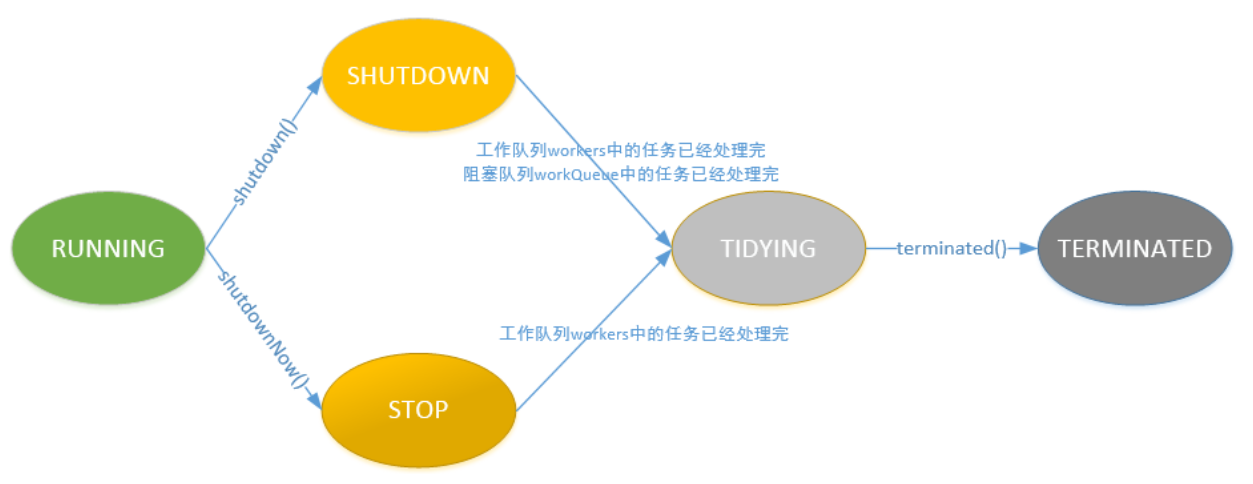 SHUTDOWN
shutdown()
工作队列workers中的任务已经处理完
阻塞队列workQueue中的任务已经处理完
RUNNING
TIDYING
terminated()
TERMINATED
shutdownNow()
工作队列workers中的任务已经处理完
STOP